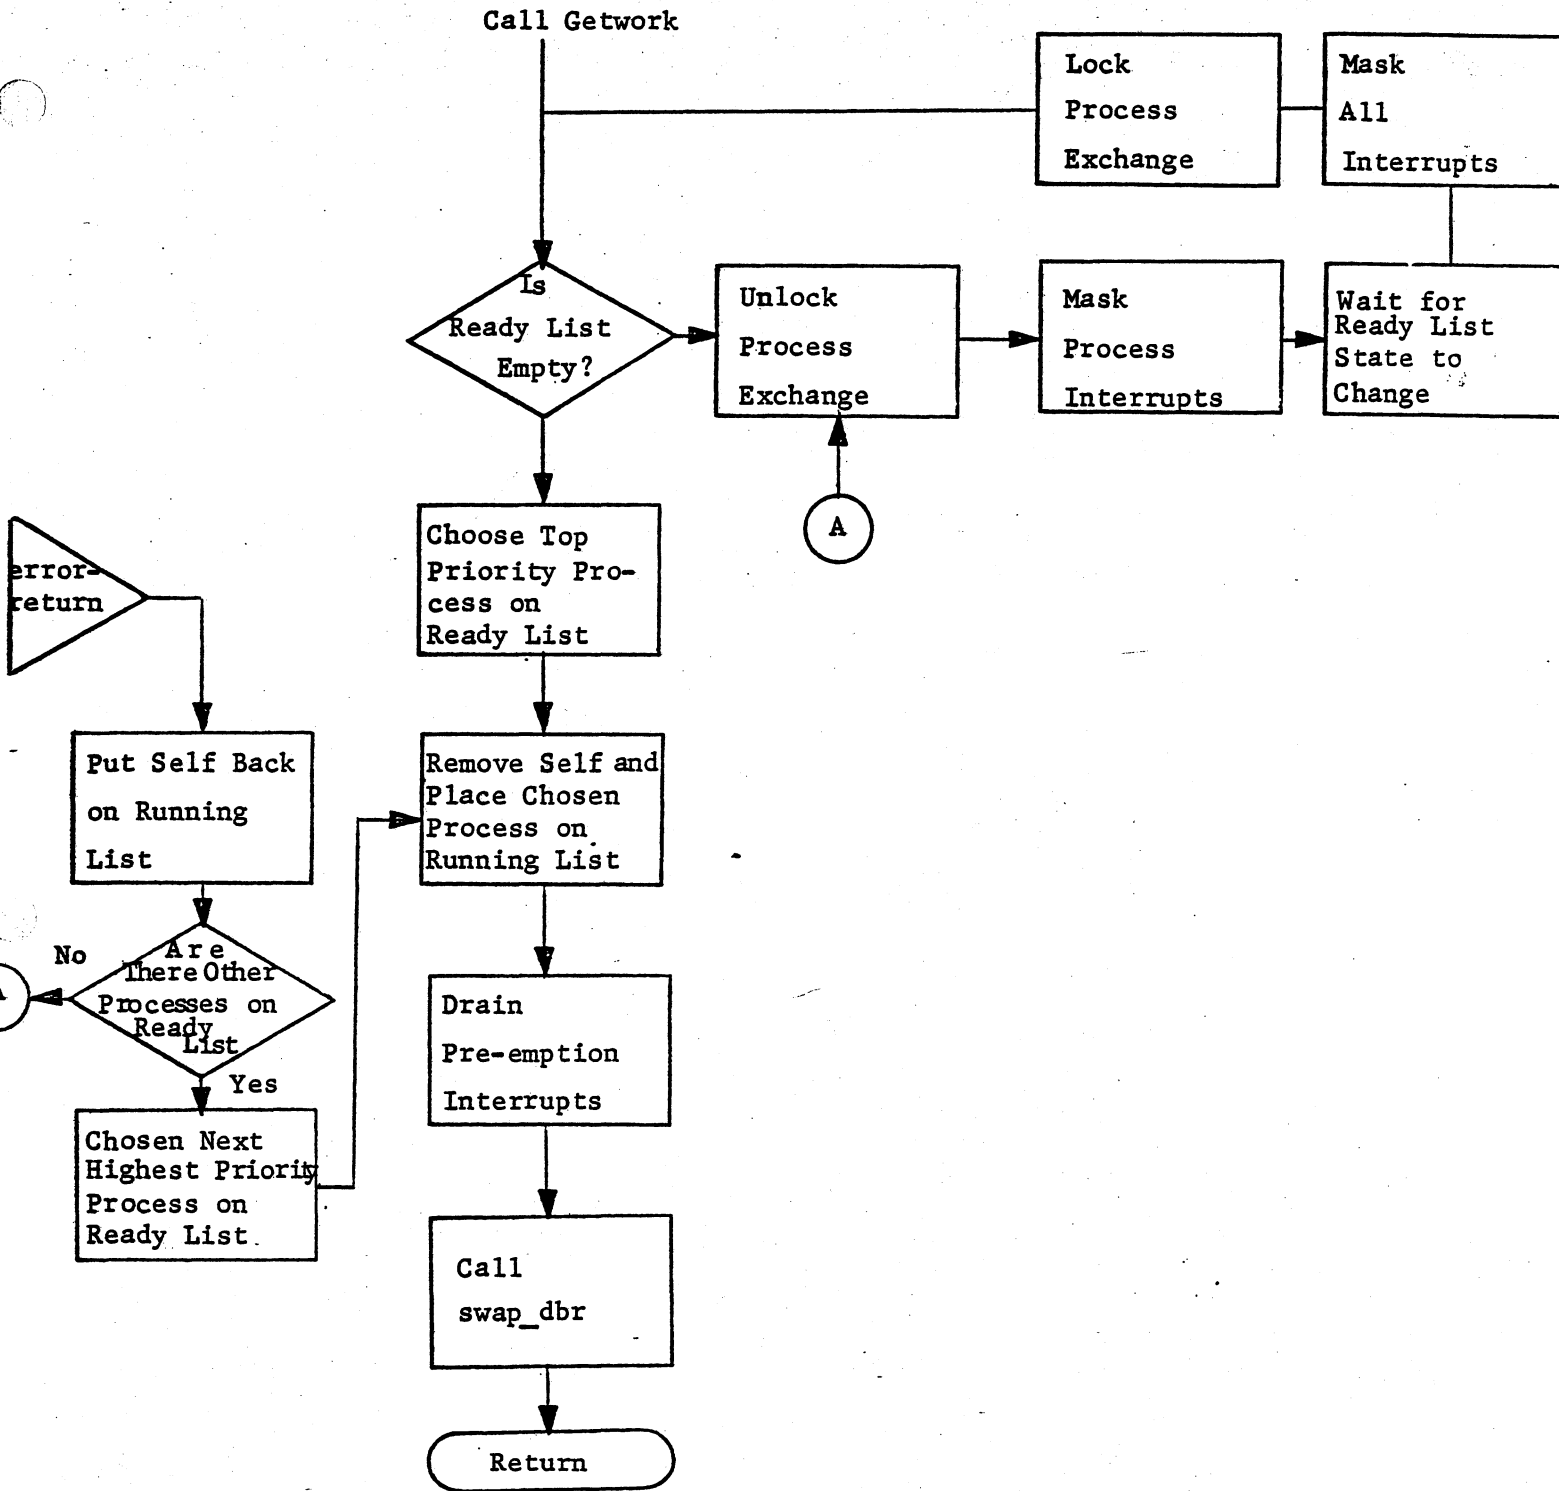 Call Getwork
Lock
Process
Exchange
Mask
All
Interrupts
Is
Ready List
Empty?
Unlock
Process
Exchange
Mask
Process
Interrupts
Wait for
Ready List
State to
Change
A
Choose Top
Priority Pro-
cess on
Ready List
error-
return
Put Self Back
on Running
List
Remove Self and
Place Chosen
Process on
Running List
No
Are
There Other
Processes on
Ready
List
A
Yes
Chosen Next
Highest Priority
Process on
Ready List.
Drain
Pre-emption
Interrupts
Call
swap_dbr
Return